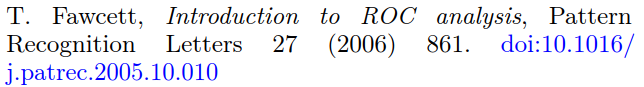 T. Fawcett, Introduction to ROC analysis, Pattern
Recognition Letters 27 (2006) 861. doi:10.1016/
j.patrec.2005.10.010